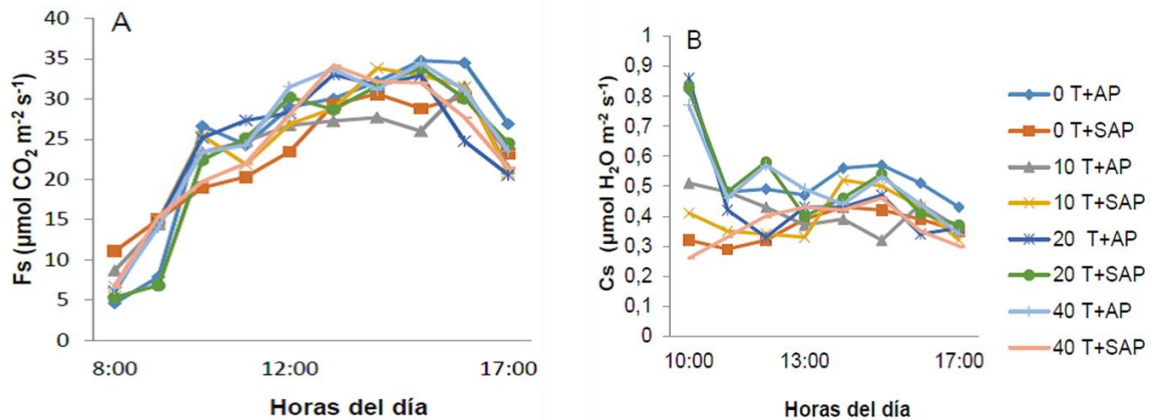 A
Fs (µmol CO2 m-2 s-1)
40
35
30
25
20
15
10
5
0
8:00 12:00 17:00
Horas del día
B
Cs (µmol H2O m-2 s-1)
1
0,9
0,8
0,7
0,6
0,5
0,4
0,3
0,2
0,1
0
10:00 13:00 17:00
Horas del día
0 T+AP
0 T+SAP
10 T+AP
10 T+SAP
20 T+AP
20 T+SAP
40 T+AP
40 T+SAP